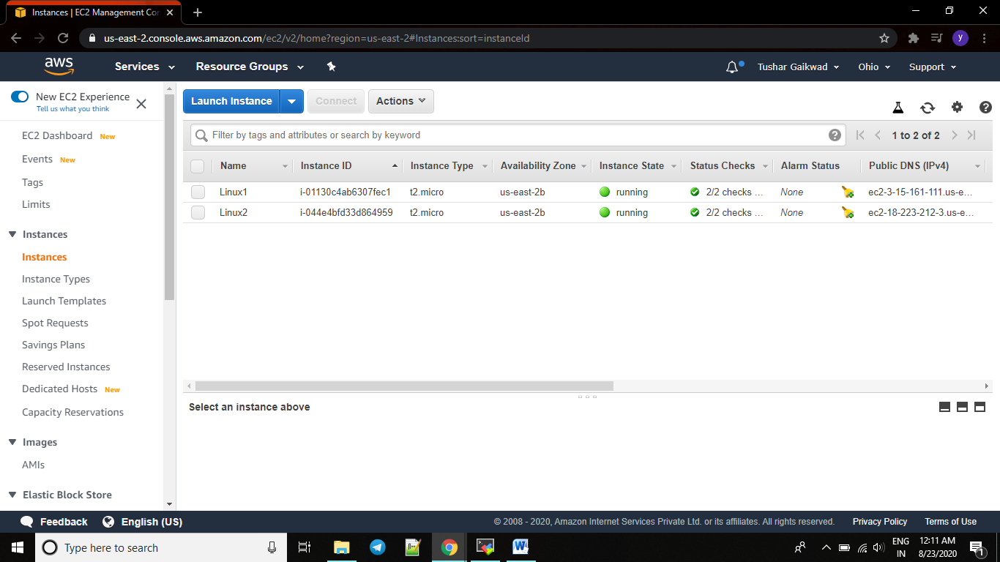 Instances | EC2 Management Cor
us-east-2.console.aws.amazon.com/ec2/v2/home?region=us-east-2#Instances:sort=instanceId
y
aws Services Resource Groups Tushar Gaikwad Ohio Support
New EC2 Experience
Tell us what you think
EC2 Dashboard New
Events New
Tags
Limits
Instances
Instances
Instance Types
Launch Templates
Spot Requests
Savings Plans
Reserved Instances
Dedicated Hosts New
Capacity Reservations
Images
AMIs
Elastic Block Store
Launch Instance Connect Actions
Filter by tags and attributes or search by keyword 1 to 2 of 2
Name Instance ID Instance Type Availability Zone Instance State Status Checks Alarm Status Public DNS (IPv4)
Linux1 i-01130c4ab6307fec1 t2.micro us-east-2b running 2/2 checks ... None ec2-3-15-161-111.us-e...
Linux2 i-044e4bfd33d864959 t2.micro us-east-2b running 2/2 checks ... None ec2-18-223-212-3.us-e...
Select an instance above
Feedback English (US) © 2008 - 2020, Amazon Internet Services Private Ltd. or its affiliates. All rights reserved. Privacy Policy Terms of Use
Type here to search
ENG
IN
12:11 AM
8/23/2020
1